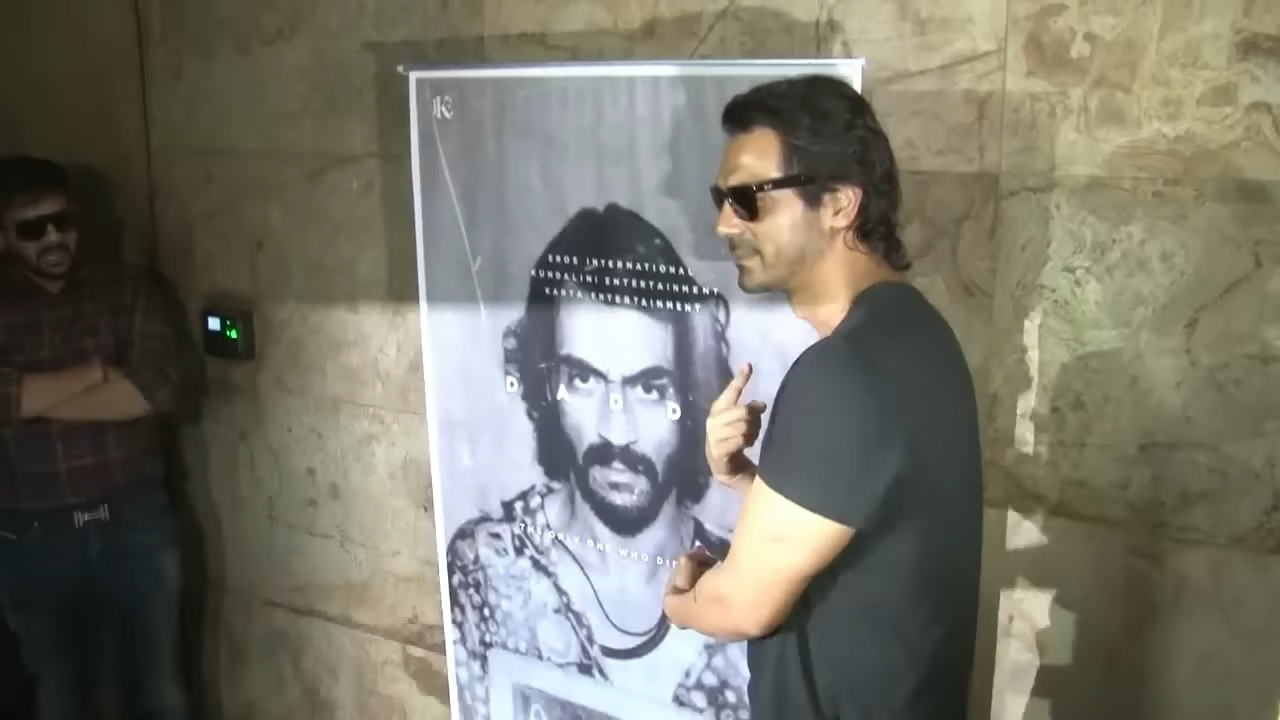 EROS INTERNATIONAL
KUNDALINI ENTERTAINMENT
KARTA ENTERTAINMENT
D A D D
THE ONLY ONE WHO DI